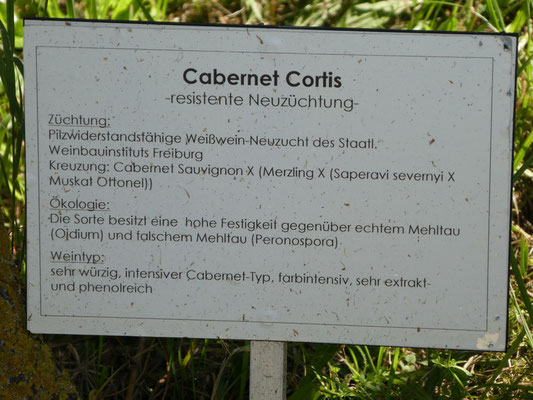 Cabernet Cortis
-resistente Neuzüchtung-
Züchtung:
Pilzwiderstandsfähige Weißwein-Neuzucht des Staatl.
Weinbauinstituts Freiburg
Kreuzung: Cabernet Sauvignon X (Merzling X (Saperavi severnyi X
Muskat Ottonel))
Ökologie:
Die Sorte besitzt eine hohe Festigkeit gegenüber echtem Mehltau
(Ojdium) und falschem Mehltau (Peronospora)
Weintyp:
sehr würzig, intensiver Cabernet-Typ, farbintensiv, sehr extrakt-
und phenolreich